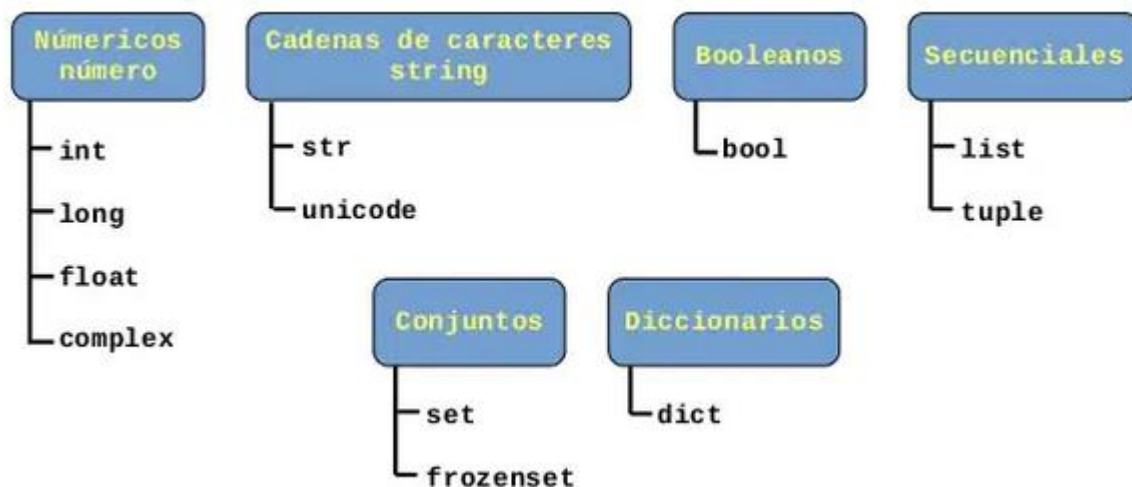 Númericos
número
int
long
float
complex
Cadenas de caracteres
string
str
unicode
Booleanos
bool
Secuenciales
list
tuple
Conjuntos
set
frozenset
Diccionarios
dict